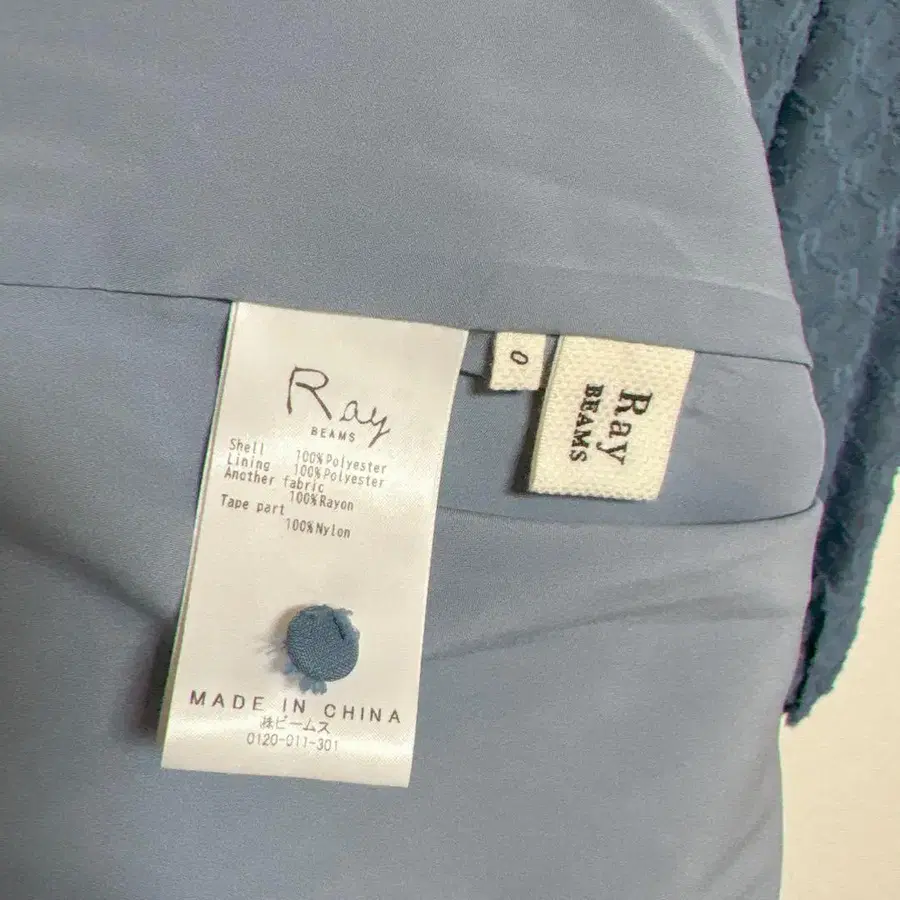 Ray
BEAMS
Shell 100%Polyester
Lining 100%Polyester
Another fabric
100%Rayon
Tape part
100%Nylon
MADE IN CHINA
㈱ビームス
0120-011-301
0
Ray
BEAMS